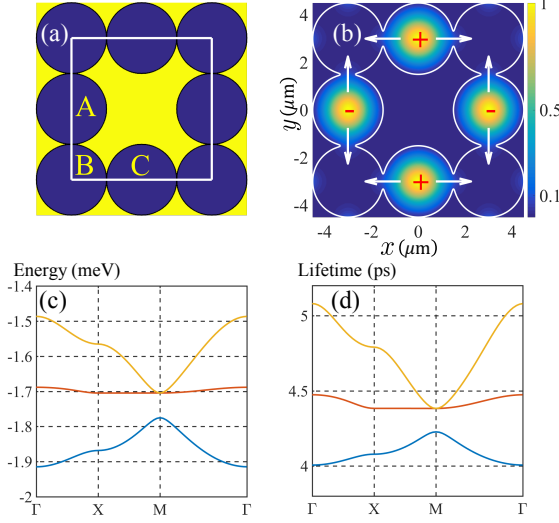 (a)
A
B
C
(b)
+
-
-
+
4
2
0
-2
-4
y (μm)
-4
-2
0
2
4
x (μm)
1
0.5
0.1
Energy (meV)
(c)
-1.4
-1.5
-1.6
-1.7
-1.8
-1.9
-2
Γ
X
M
Γ
Lifetime (ps)
(d)
5
4.5
4
Γ
X
M
Γ